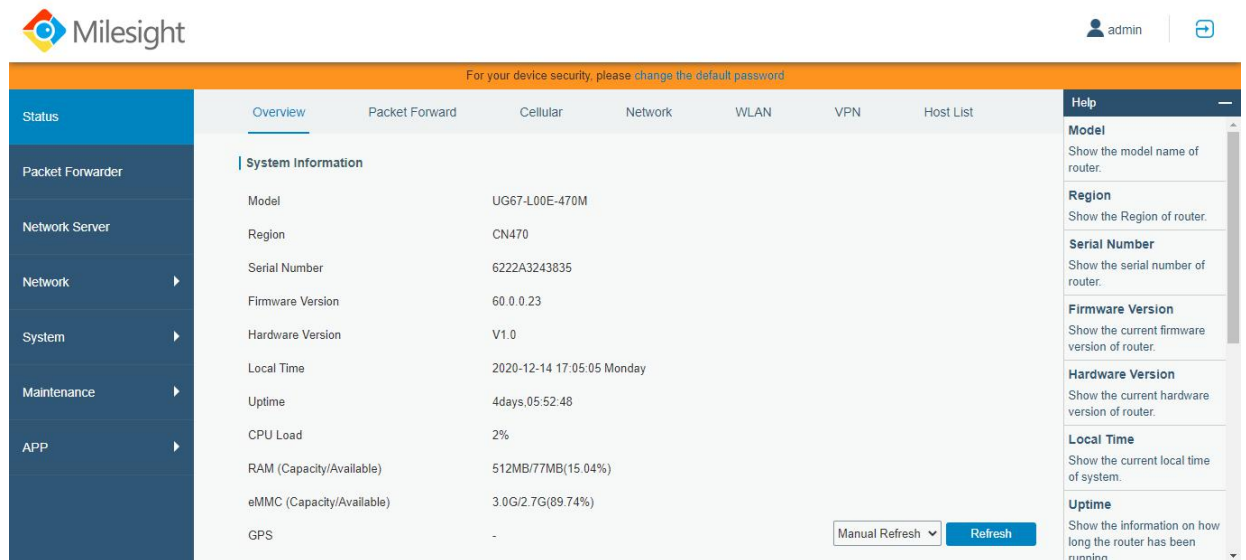 Milesight
admin
For your device security, please change the default password
Status
Packet Forwarder
Network Server
Network
System
Maintenance
APP
Overview Packet Forward Cellular Network WLAN VPN Host List
System Information
Model UG67-L00E-470M
Region CN470
Serial Number 6222A3243835
Firmware Version 60.0.0.23
Hardware Version V1.0
Local Time 2020-12-14 17:05:05 Monday
Uptime 4days,05:52:48
CPU Load 2%
RAM (Capacity/Available) 512MB/77MB(15.04%)
eMMC (Capacity/Available) 3.0G/2.7G(89.74%)
GPS -
Manual Refresh Refresh
Help
Model
Show the model name of
router.
Region
Show the Region of router.
Serial Number
Show the serial number of
router.
Firmware Version
Show the current firmware
version of router.
Hardware Version
Show the current hardware
version of router.
Local Time
Show the current local time
of system.
Uptime
Show the information on how
long the router has been
running